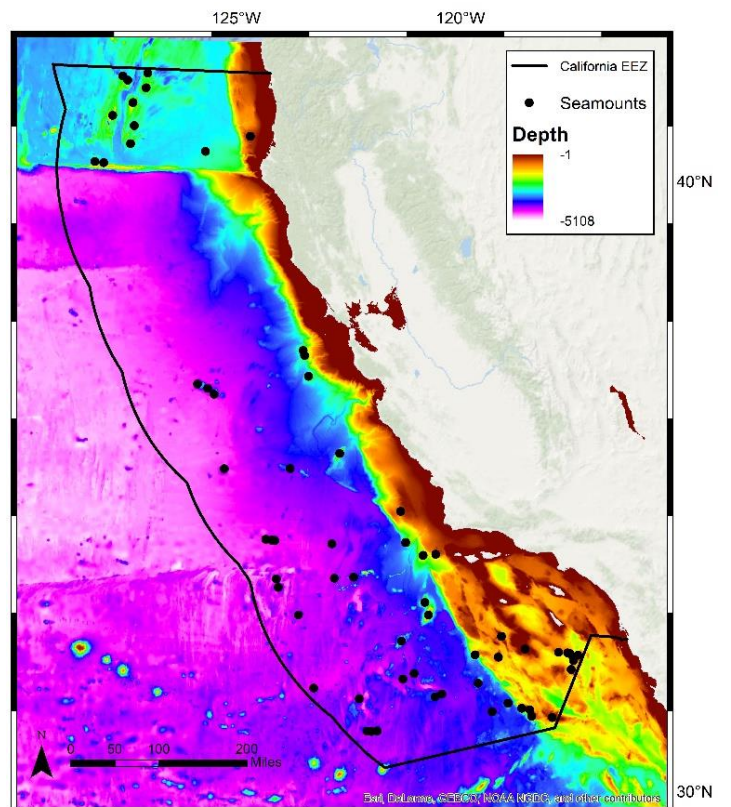 125°W 120°W
California EEZ
Seamounts
Depth
-1
-5108
40°N
N
0 50 100 200
Miles
Esri, DeLorme, GEBCO, NOAA NGDC, and other contributors
30°N